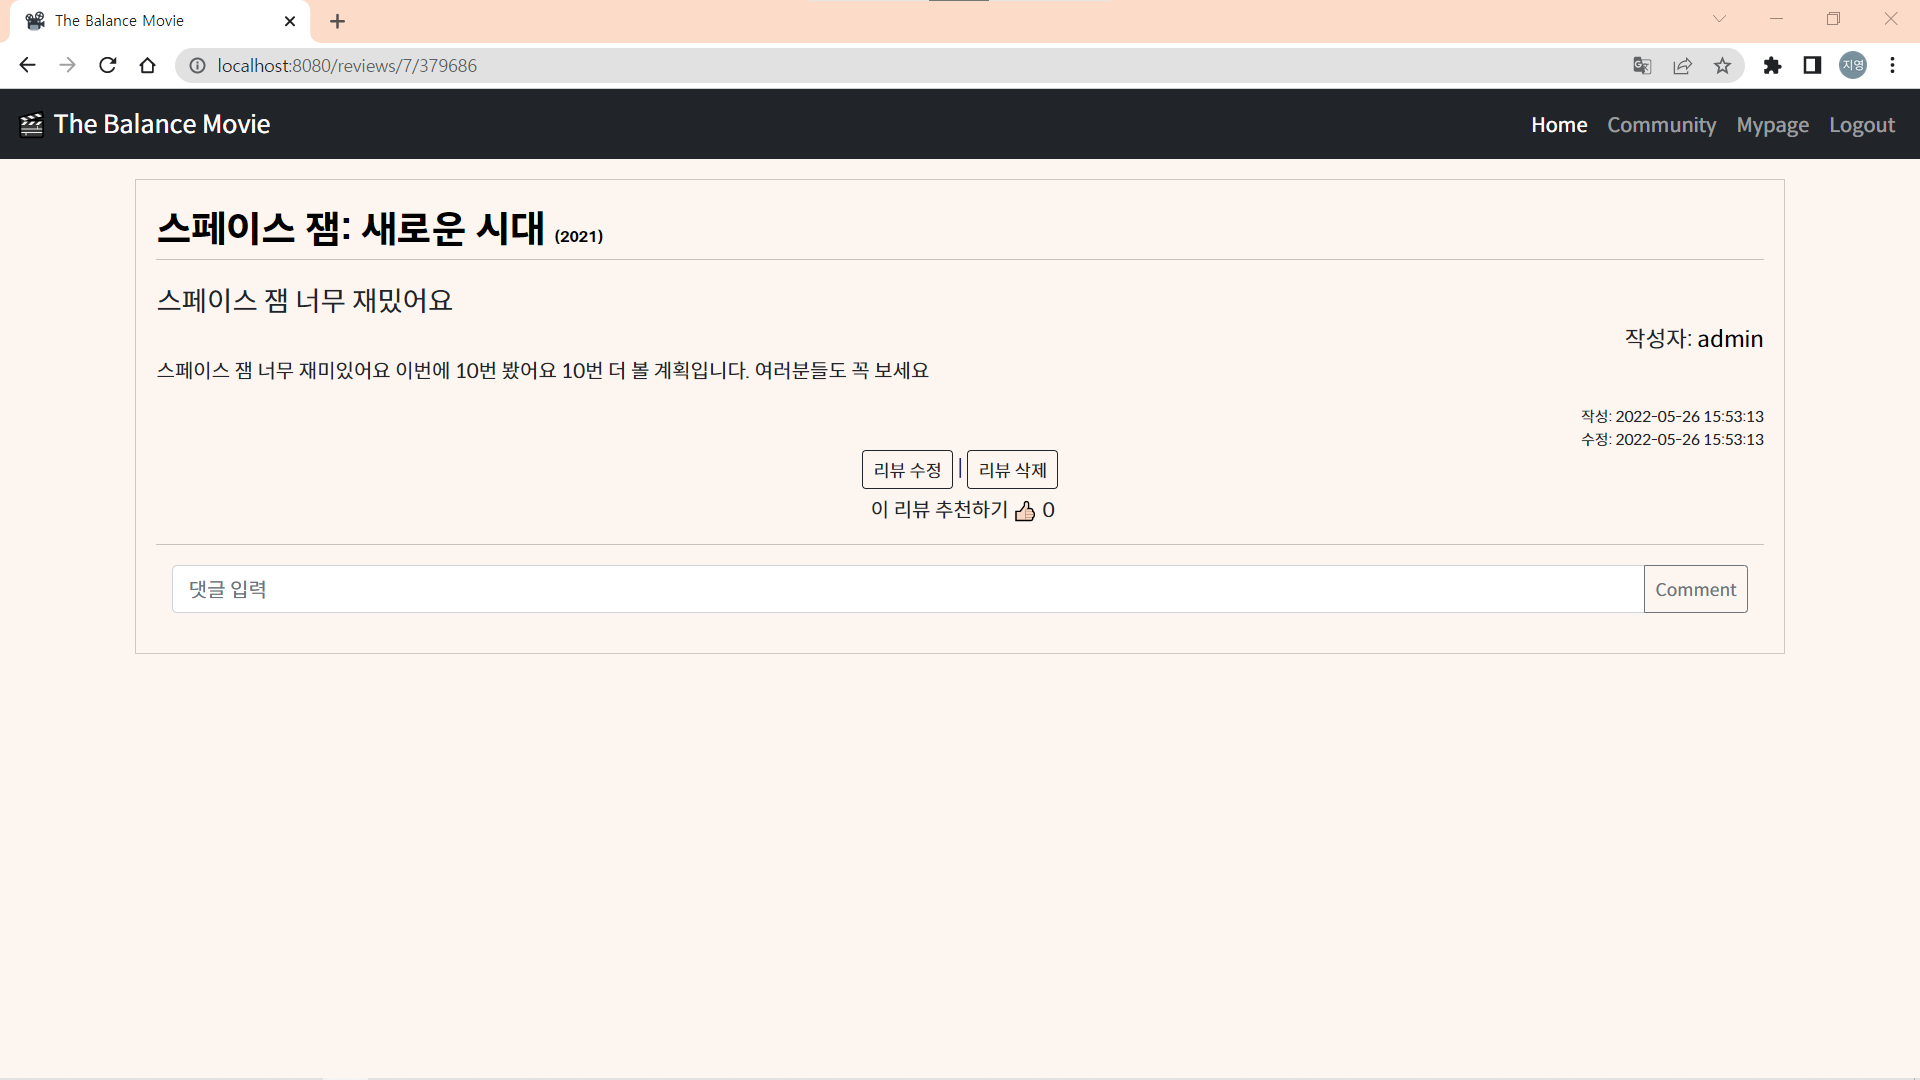 The Balance Movie
localhost:8080/reviews/7/379686
지영
The Balance Movie
Home Community Mypage Logout
스페이스 잼: 새로운 시대 (2021)
스페이스 잼 너무 재밌어요
작성자: admin
스페이스 잼 너무 재미있어요 이번에 10번 봤어요 10번 더 볼 계획입니다. 여러분들도 꼭 보세요
작성: 2022-05-26 15:53:13
수정: 2022-05-26 15:53:13
리뷰 수정 | 리뷰 삭제
이 리뷰 추천하기 👍 0
댓글 입력 Comment